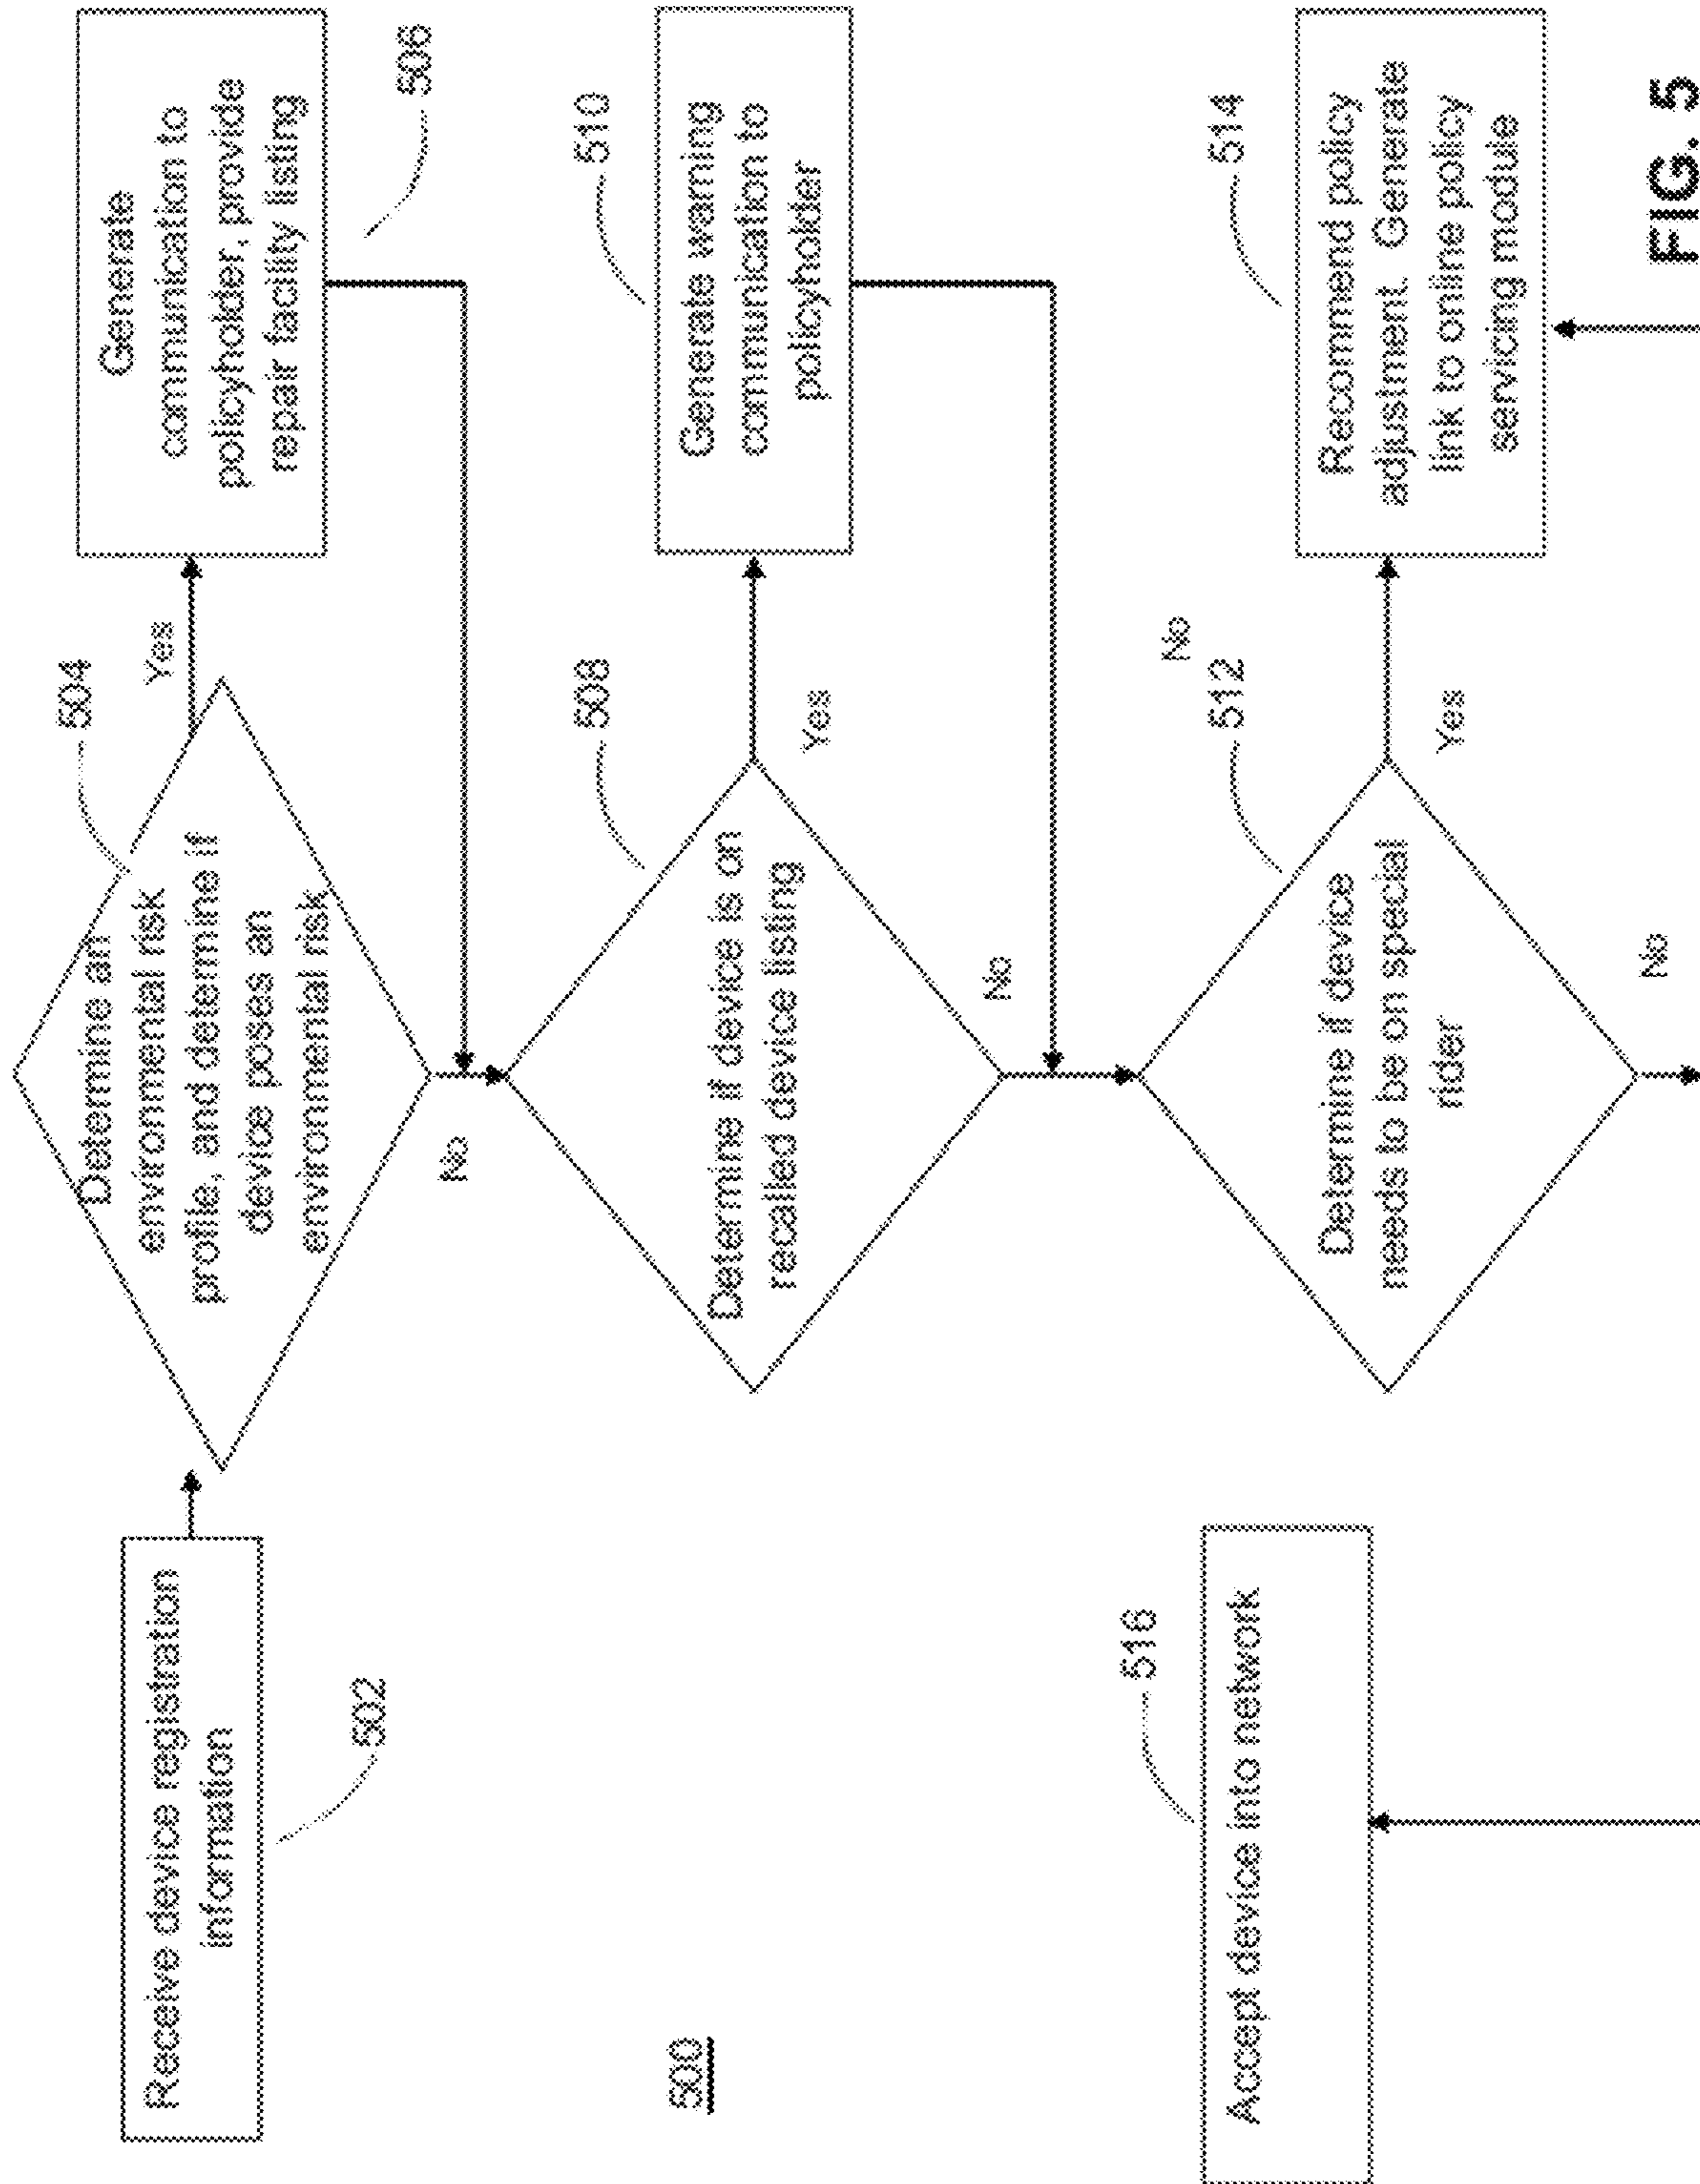 Receive device registration
information
502
504
Determine an
environmental risk
profile, and determine if
device poses an
environmental risk
Yes
Generate
communication to
policyholder, provide
repair facility listing
506
No
500
508
Determine if device is on
recalled device listing
Yes
510
Generate warning
communication to
policyholder
No
516
Accept device into network
512
Determine if device
needs to be on special
rider
No
Yes
514
Recommend policy
adjustment. Generate
link to online policy
servicing module
No
FIG. 5